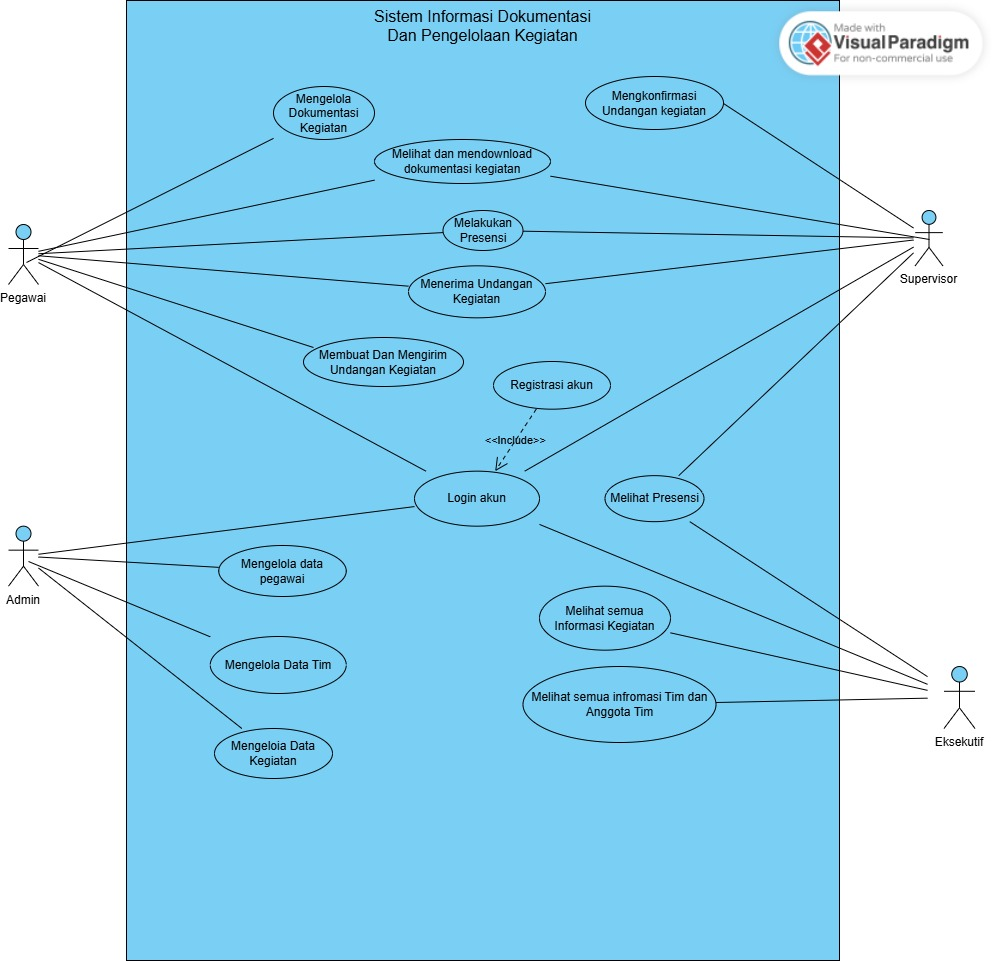 Sistem Informasi Dokumentasi
Dan Pengelolaan Kegiatan
Made with
VisualParadigm
For non-commercial use
Mengelola
Dokumentasi
Kegiatan
Mengkonfirmasi
Undangan kegiatan
Melihat dan mendownload
dokumentasi kegiatan
Melakukan
Presensi
Pegawai
Supervisor
Menerima Undangan
Kegiatan
Membuat Dan Mengirim
Undangan Kegiatan
Registrasi akun
<<Include>>
Login akun
Melihat Presensi
Admin
Mengelola data
pegawai
Melihat semua
Informasi Kegiatan
Mengelola Data Tim
Melihat semua infromasi Tim dan
Anggota Tim
Eksekutif
Mengeloia Data
Kegiatan